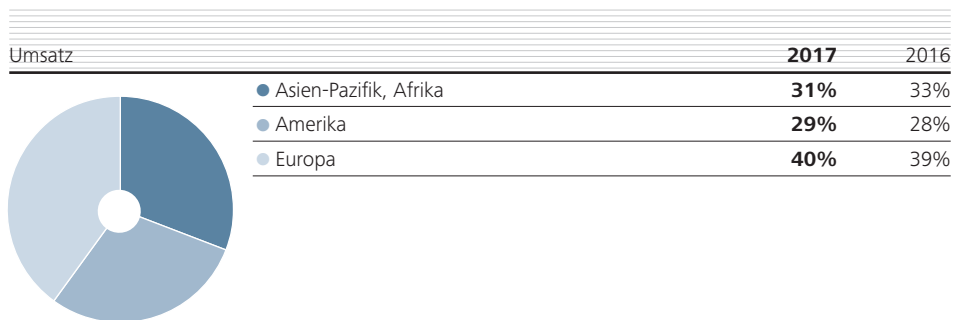 Umsatz 2017 2016
Asien-Pazifik, Afrika 31% 33%
Amerika 29% 28%
Europa 40% 39%